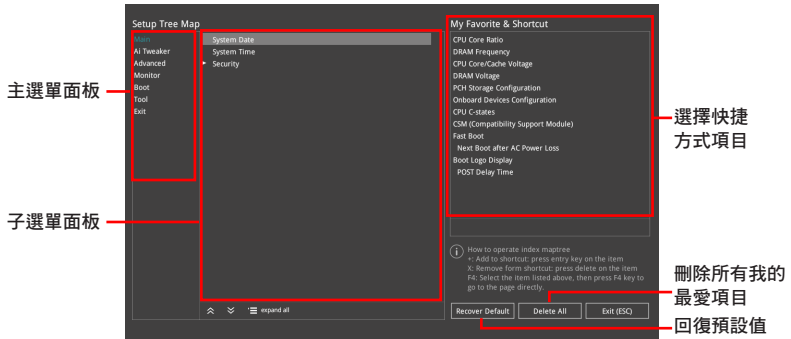 Setup Tree Map
Main
Ai Tweaker
Advanced
Monitor
Boot
Tool
Exit
System Date
System Time
Security
expand all
My Favorite & Shortcut
CPU Core Ratio
DRAM Frequency
CPU Core/Cache Voltage
DRAM Voltage
PCH Storage Configuration
Onboard Devices Configuration
CPU C-states
CSM (Compatibility Support Module)
Fast Boot
Next Boot after AC Power Loss
Boot Logo Display
POST Delay Time
How to operate index maptree
+: Add to shortcut: press entry key on the item
X: Remove form shortcut: press delete on the item
F4: Select the item listed above, then press F4 key to
go to the page directly.
Recover Default
Delete All
Exit (ESC)
主選單面板
子選單面板
選擇快捷
方式項目
刪除所有我的
最愛項目
回復預設值